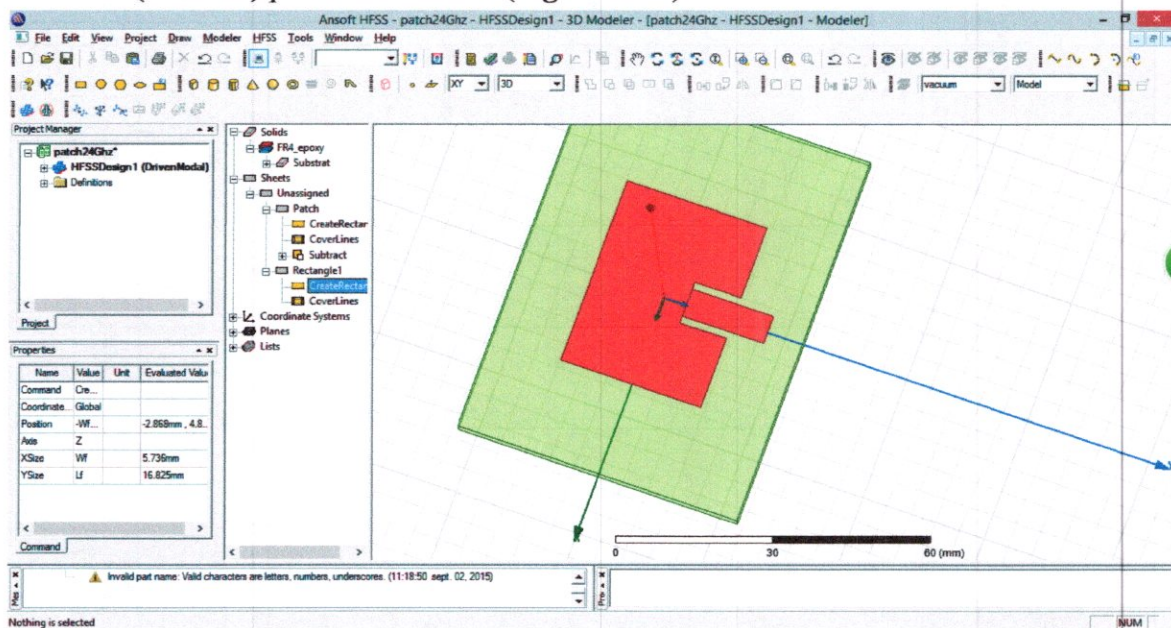 Ansoft HFSS - patch24Ghz - HFSSDesign1 - 3D Modeler - [patch24Ghz - HFSSDesign1 - Modeler]
File Edit View Project Draw Modeler HFSS Tools Window Help
XY 3D vacuum Model
Project Manager
patch24Ghz*
HFSSDesign1 (DrivenModal)
Definitions
Project
Solids
FR4_epoxy
Substrat
Sheets
Unassigned
Patch
CreateRectan
CoverLines
Subtract
Rectangle1
CreateRectan
CoverLines
Coordinate Systems
Planes
Lists
Properties
Name Value Unit Evaluated Valu
Command Cre...
Coordinate... Global
Position -Wf... -2.868mm , 4.8...
Axis Z
XSize Wf 5.736mm
YSize Lf 16.825mm
Command
0 30 60 (mm)
Invalid part name: Valid characters are letters, numbers, underscores. (11:18:50 sept. 02, 2015)
Nothing is selected
NUM